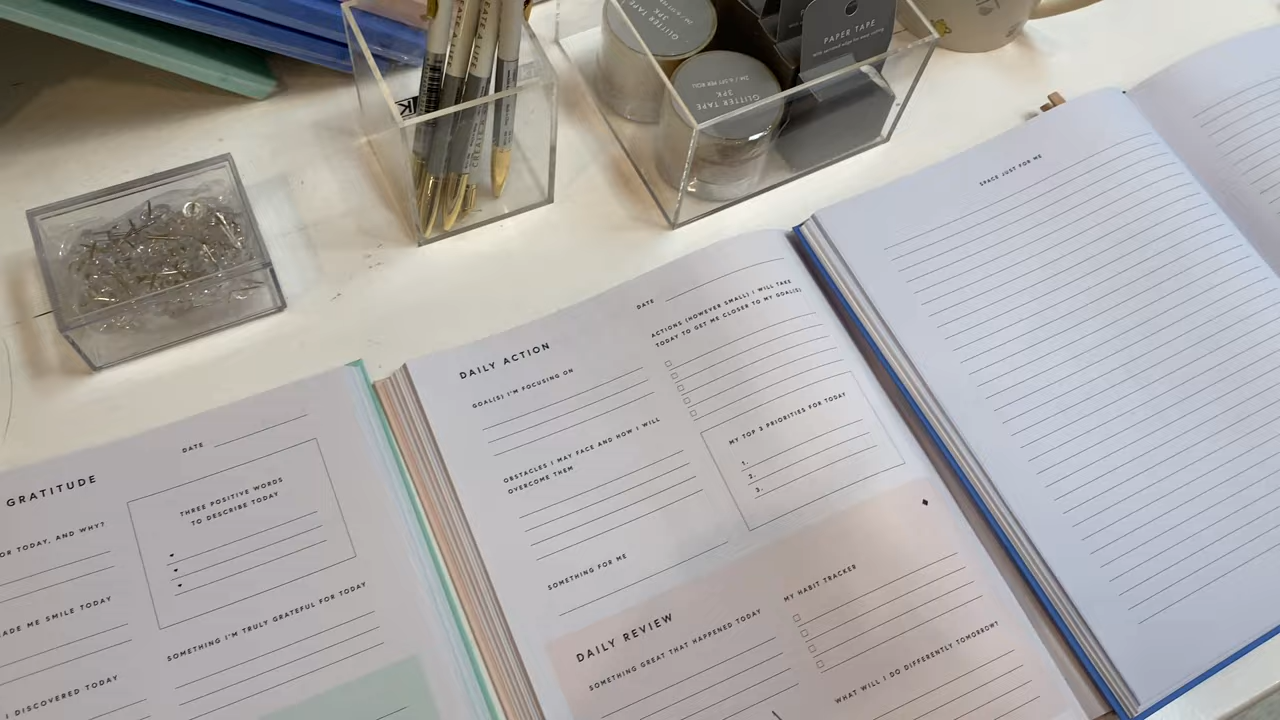 GLITTER TAPE
3PK
GLITTER TAPE
3PK
PAPER TAPE
SPACE JUST FOR ME
DATE
DAILY ACTION
GOAL(S) I'M FOCUSING ON
OBSTACLES I MAY FACE AND HOW I WILL
OVERCOME THEM
SOMETHING FOR ME
ACTIONS (HOWEVER SMALL) I WILL TAKE
TODAY TO GET ME CLOSER TO MY GOAL(S)
MY TOP 3 PRIORITIES FOR TODAY
1.
2.
3.
DAILY REVIEW
SOMETHING GREAT THAT HAPPENED TODAY
MY HABIT TRACKER
WHAT WILL I DO DIFFERENTLY TOMORROW?
DATE
GRATITUDE
OR TODAY, AND WHY?
ADE ME SMILE TODAY
I DISCOVERED TODAY
THREE POSITIVE WORDS
TO DESCRIBE TODAY
SOMETHING I'M TRULY GRATEFUL FOR TODAY